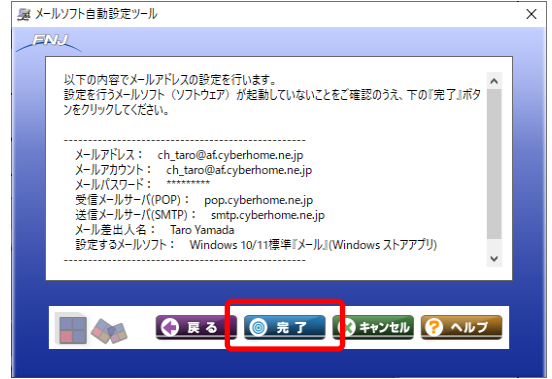 メールソフト自動設定ツール
FNJ
以下の内容でメールアドレスの設定を行います。
設定を行うメールソフト（ソフトウェア）が起動していないことをご確認のうえ、下の『完了』ボタ
ンをクリックしてください。
--------------------------------------------------
メールアドレス： ch_taro@af.cyberhome.ne.jp
メールアカウント： ch_taro@af.cyberhome.ne.jp
メールパスワード： *********
受信メールサーバ(POP)： pop.cyberhome.ne.jp
送信メールサーバ(SMTP)： smtp.cyberhome.ne.jp
メール差出人名： Taro Yamada
設定するメールソフト： Windows 10/11標準『メール』(Windows ストアアプリ)
--------------------------------------------------
戻る 完了 キャンセル ヘルプ